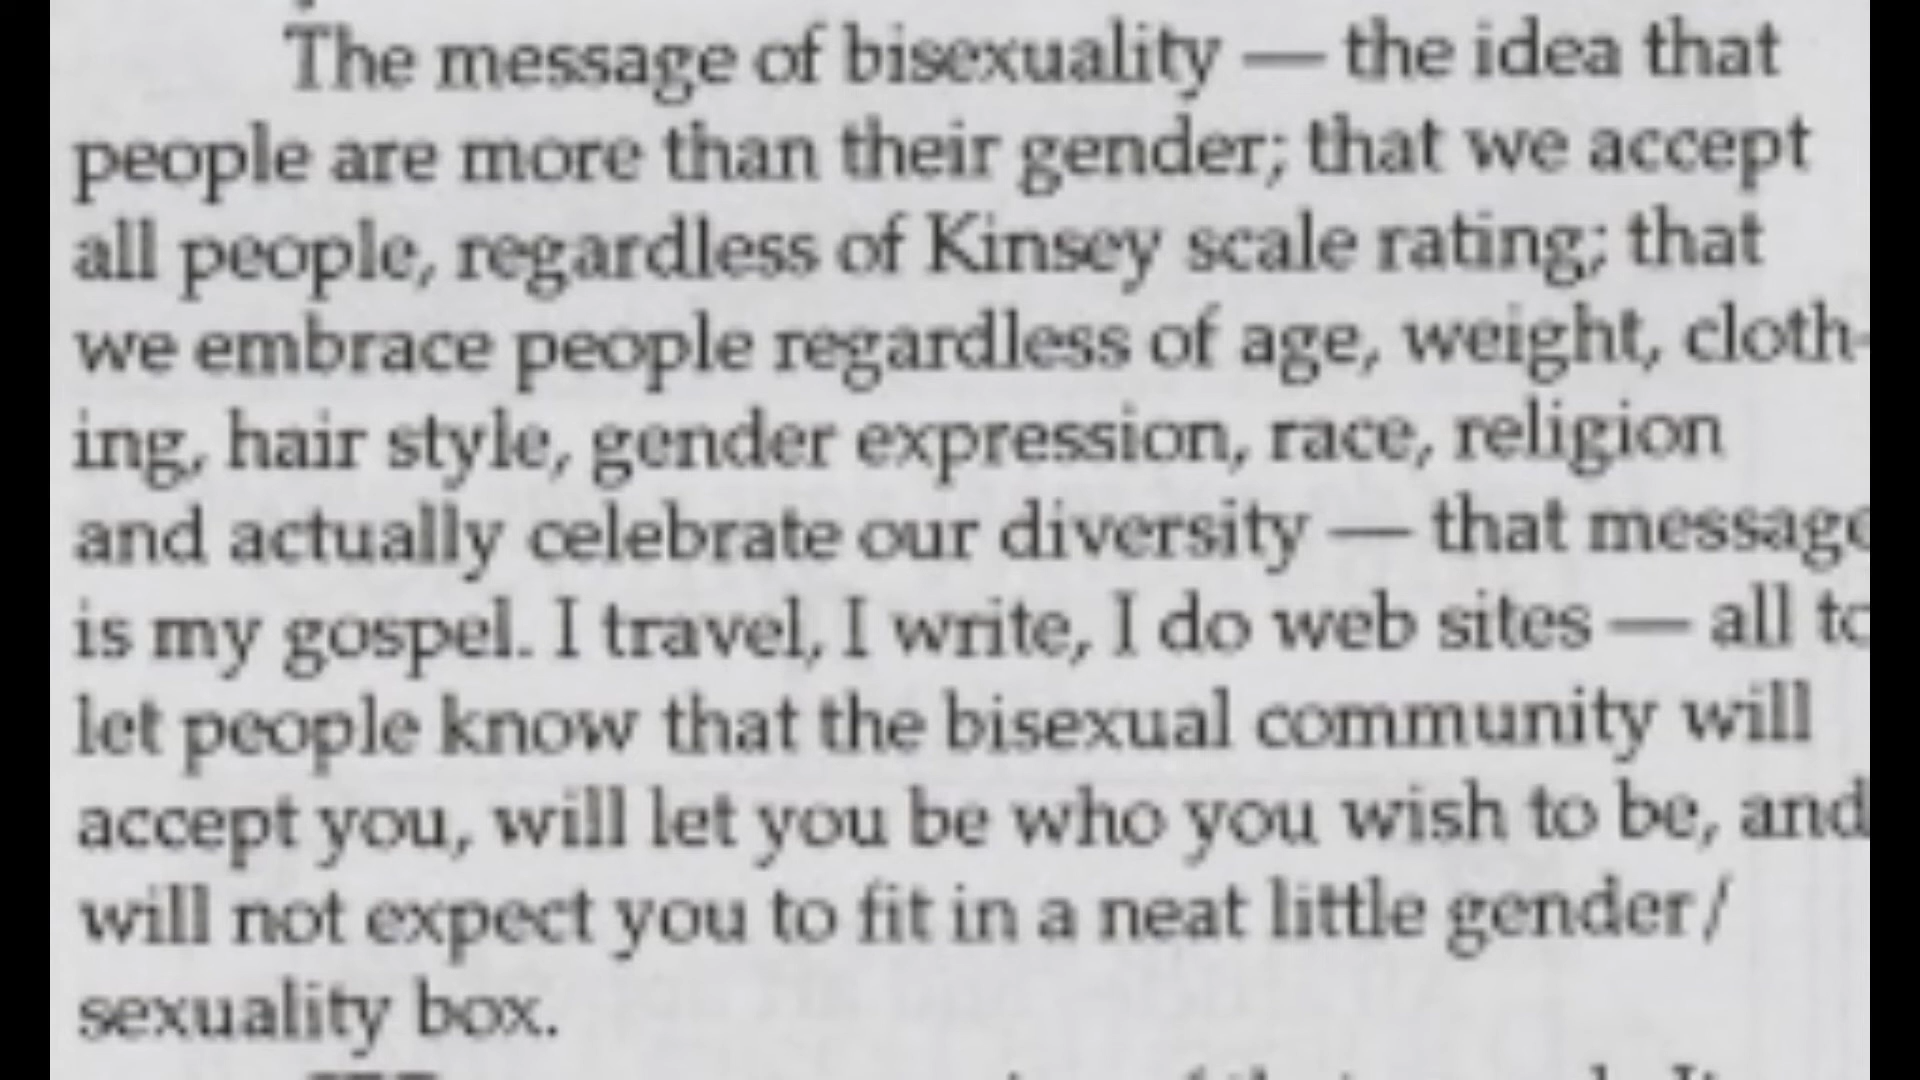 The message of bisexuality — the idea that
people are more than their gender; that we accept
all people, regardless of Kinsey scale rating; that
we embrace people regardless of age, weight, cloth-
ing, hair style, gender expression, race, religion
and actually celebrate our diversity — that message
is my gospel. I travel, I write, I do web sites — all to
let people know that the bisexual community will
accept you, will let you be who you wish to be, and
will not expect you to fit in a neat little gender/
sexuality box.